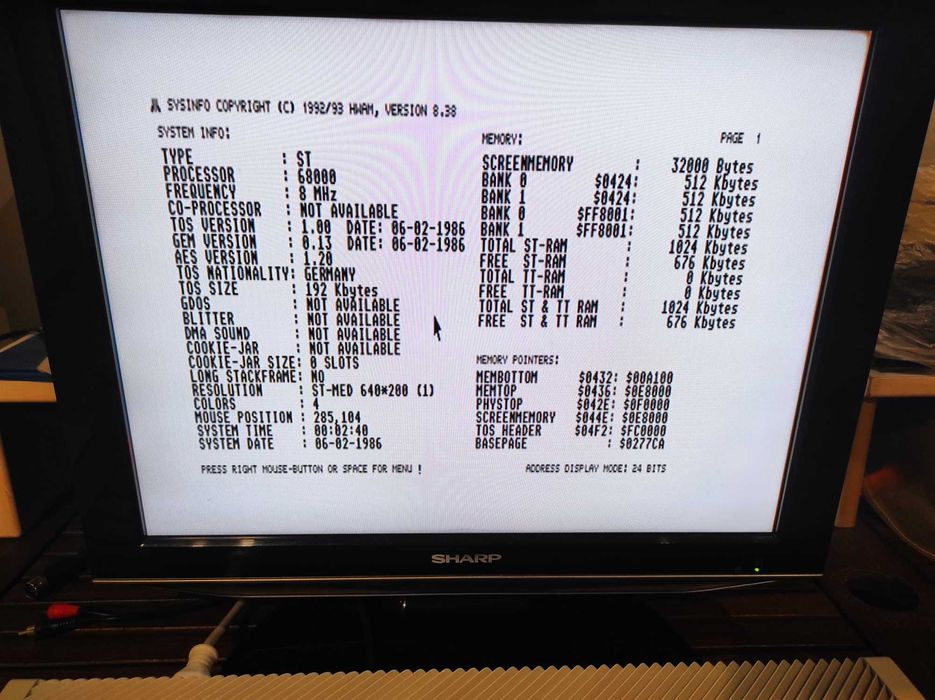 SYSINFO COPYRIGHT (C) 1992/93 HWAM, VERSION 8.38
SYSTEM INFO:
TYPE : ST
PROCESSOR : 68000
FREQUENCY : 8 MHz
CO-PROCESSOR : NOT AVAILABLE
TOS VERSION : 1.00 DATE: 06-02-1986
GEM VERSION : 0.13 DATE: 06-02-1986
AES VERSION : 1.20
TOS NATIONALITY: GERMANY
TOS SIZE : 192 Kbytes
GDOS : NOT AVAILABLE
BLITTER : NOT AVAILABLE
DMA SOUND : NOT AVAILABLE
COOKIE-JAR : NOT AVAILABLE
COOKIE-JAR SIZE: 0 SLOTS
LONG STACKFRAME: NO
RESOLUTION : ST-MED 640*200 (1)
COLORS : 4
MOUSE POSITION : 285,104
SYSTEM TIME : 00:02:40
SYSTEM DATE : 06-02-1986
PRESS RIGHT MOUSE-BUTTON OR SPACE FOR MENU !
MEMORY: PAGE 1
SCREENMEMORY : 32000 Bytes
BANK 0 $0424: 512 Kbytes
BANK 1 $0424: 512 Kbytes
BANK 0 $FF8001: 512 Kbytes
BANK 1 $FF8001: 512 Kbytes
TOTAL ST-RAM : 1024 Kbytes
FREE ST-RAM : 676 Kbytes
TOTAL TT-RAM : 0 Kbytes
FREE TT-RAM : 0 Kbytes
TOTAL ST & TT RAM : 1024 Kbytes
FREE ST & TT RAM : 676 Kbytes
MEMORY POINTERS:
MEMBOTTOM $0432: $00A100
MEMTOP $0436: $0E8000
PHYSTOP $042E: $0F0000
SCREENMEMORY $044E: $0E8000
TOS HEADER $04F2: $FC0000
BASEPAGE : $0277CA
ADDRESS DISPLAY MODE: 24 BITS
SHARP